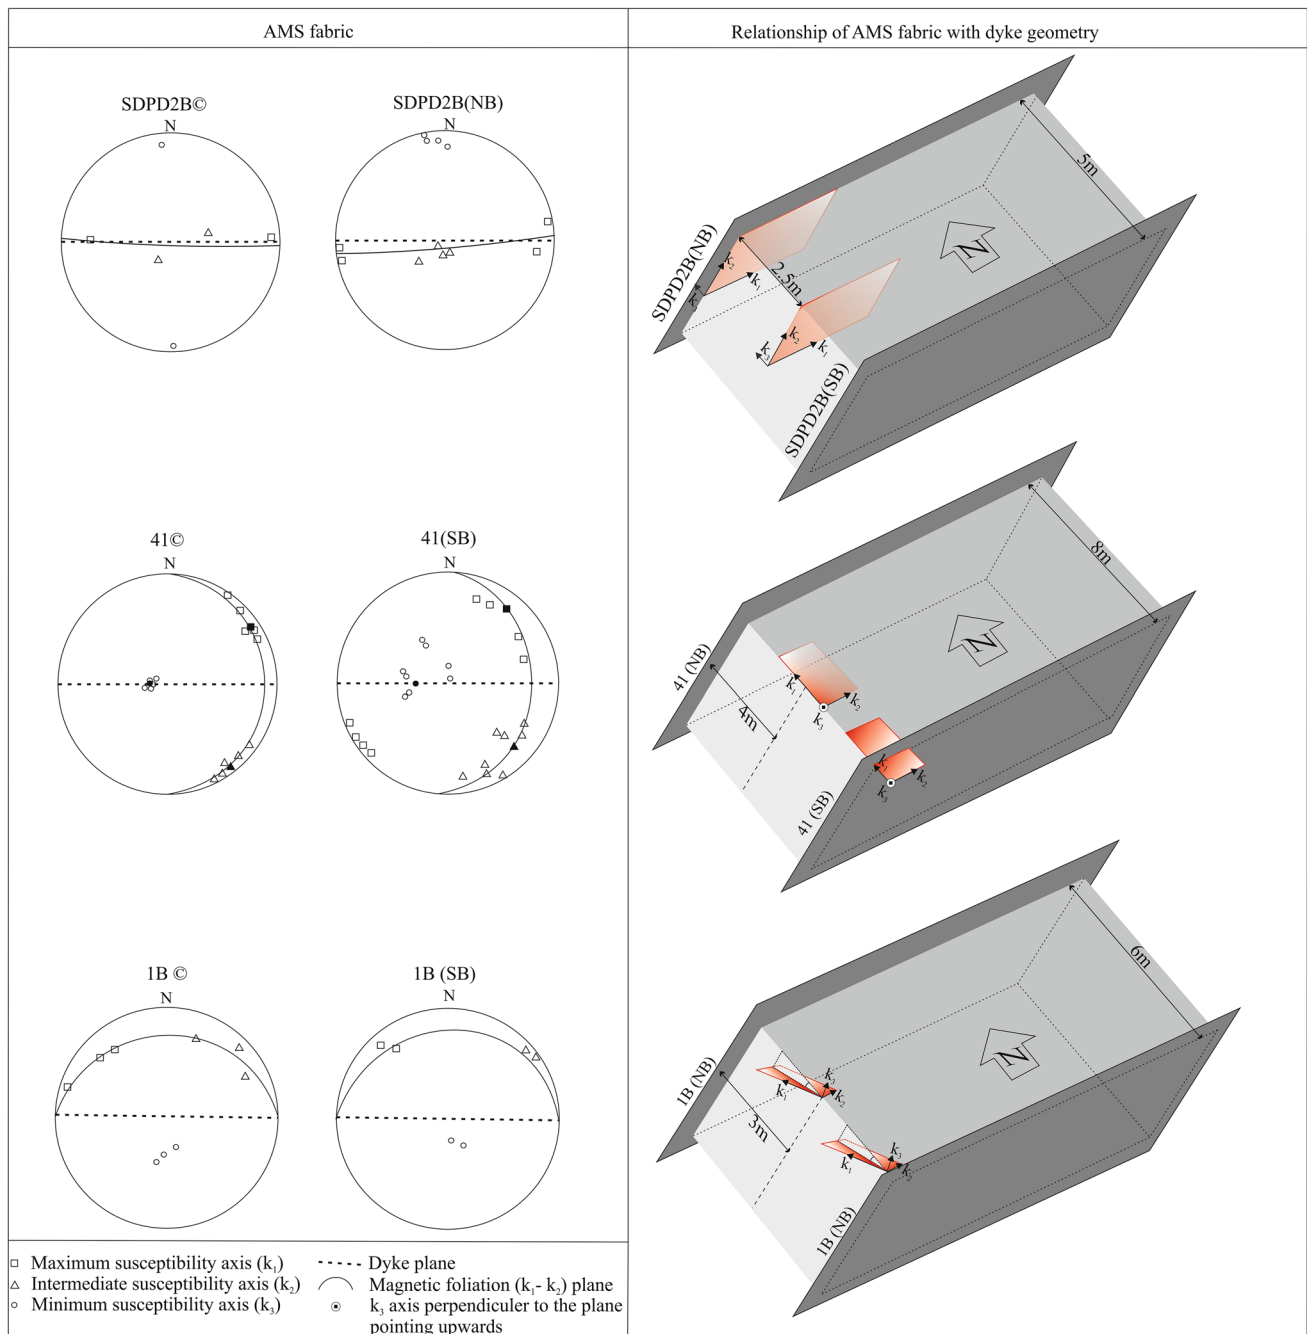 AMS fabric
Relationship of AMS fabric with dyke geometry
SDPD2B©
N
SDPD2B(NB)
N
SDPD2B(NB)
k₂
k₁
k₃
2.5m
k₂
k₁
k₃
SDPD2B(SB)
5m
N
41©
N
41(SB)
N
41 (NB)
4m
k₁
k₂
k₃
k₁
k₂
k₃
41 (SB)
8m
N
1B ©
N
1B (SB)
N
1B (NB)
3m
k₃
k₁
k₂
k₃
k₁
k₂
1B (NB)
6m
N
Maximum susceptibility axis (k₁)
Intermediate susceptibility axis (k₂)
Minimum susceptibility axis (k₃)
Dyke plane
Magnetic foliation (k₁- k₂) plane
k₃ axis perpendiculer to the plane
pointing upwards